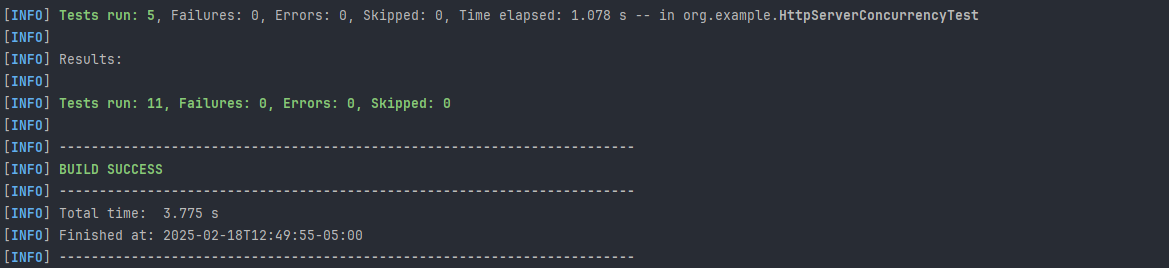 [INFO] Tests run: 5, Failures: 0, Errors: 0, Skipped: 0, Time elapsed: 1.078 s -- in org.example.HttpServerConcurrencyTest
[INFO]
[INFO] Results:
[INFO]
[INFO] Tests run: 11, Failures: 0, Errors: 0, Skipped: 0
[INFO]
[INFO] ------------------------------------------------------------------------
[INFO] BUILD SUCCESS
[INFO] ------------------------------------------------------------------------
[INFO] Total time:  3.775 s
[INFO] Finished at: 2025-02-18T12:49:55-05:00
[INFO] ------------------------------------------------------------------------